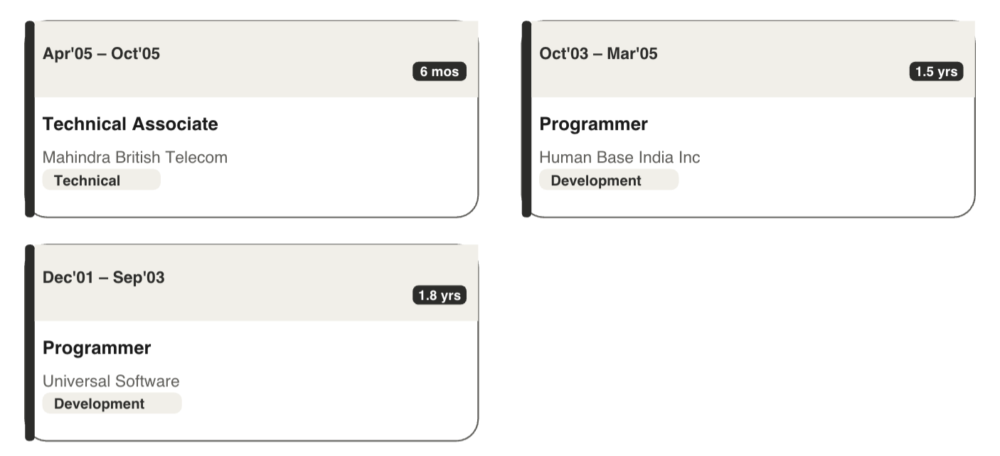 Apr'05 – Oct'05
6 mos
Technical Associate
Mahindra British Telecom
Technical
Oct'03 – Mar'05
1.5 yrs
Programmer
Human Base India Inc
Development
Dec'01 – Sep'03
1.8 yrs
Programmer
Universal Software
Development